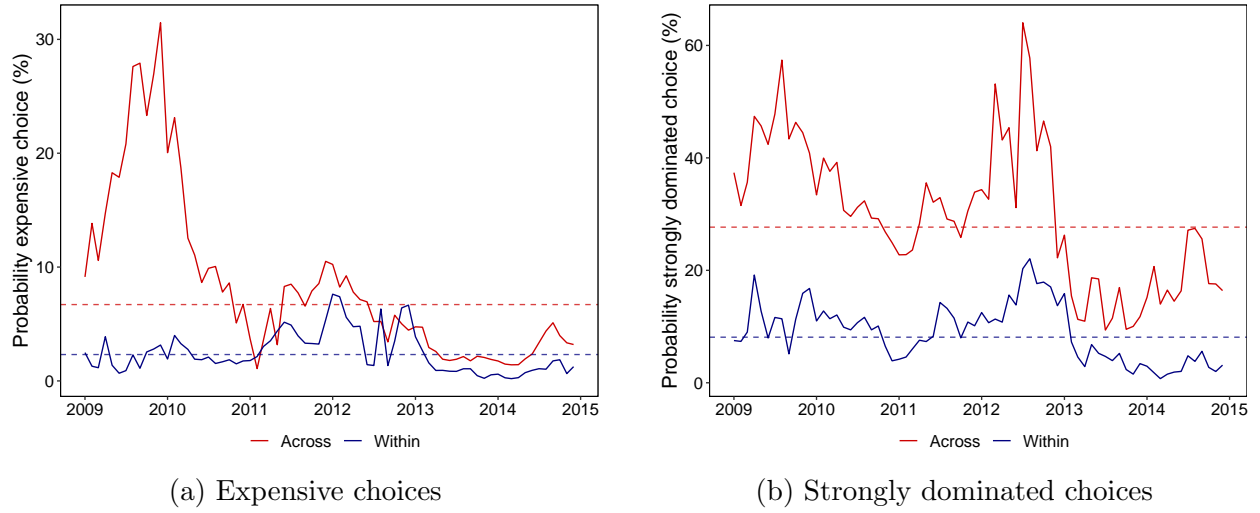 Probability expensive choice (%)
30
20
10
0
2009 2010 2011 2012 2013 2014 2015
Across Within
(a) Expensive choices
Probability strongly dominated choice (%)
60
40
20
0
2009 2010 2011 2012 2013 2014 2015
Across Within
(b) Strongly dominated choices